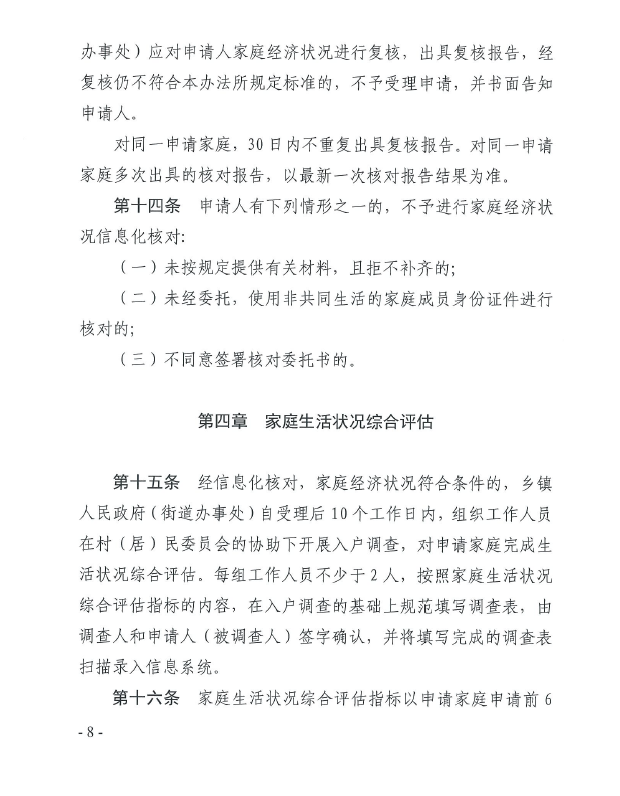 办事处）应对申请人家庭经济状况进行复核，出具复核报告，经
复核仍不符合本办法所规定标准的，不予受理申请，并书面告知
申请人。
对同一申请家庭，30 日内不重复出具复核报告。对同一申请
家庭多次出具的核对报告，以最新一次核对报告结果为准。
第十四条　申请人有下列情形之一的，不予进行家庭经济状
况信息化核对：
（一）未按规定提供有关材料，且拒不补齐的；
（二）未经委托，使用非共同生活的家庭成员身份证件进行
核对的；
（三）不同意签署核对委托书的。
第四章　家庭生活状况综合评估
第十五条　经信息化核对，家庭经济状况符合条件的，乡镇
人民政府（街道办事处）自受理后 10 个工作日内，组织工作人员
在村（居）民委员会的协助下开展入户调查，对申请家庭完成生
活状况综合评估。每组工作人员不少于 2 人，按照家庭生活状况
综合评估指标的内容，在入户调查的基础上规范填写调查表，由
调查人和申请人（被调查人）签字确认，并将填写完成的调查表
扫描录入信息系统。
第十六条　家庭生活状况综合评估指标以申请家庭申请前 6
- 8 -